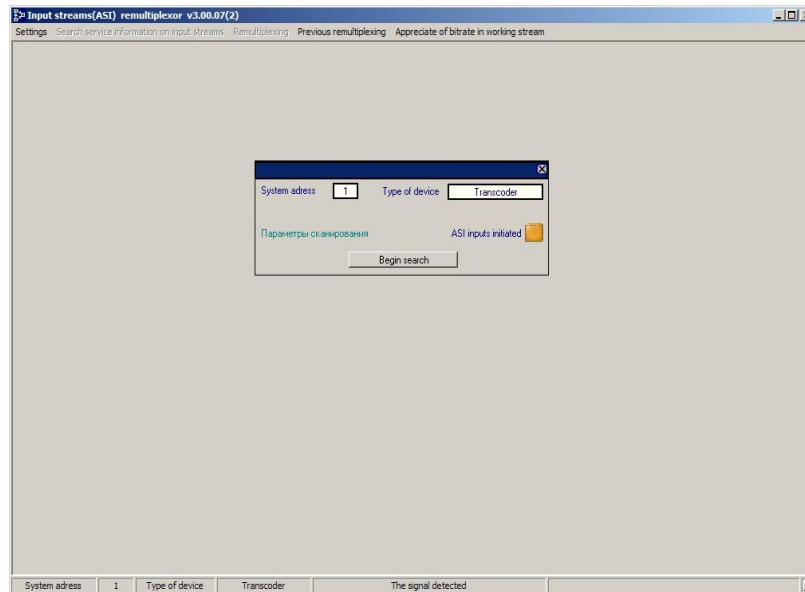 Input streams(ASI) remultiplexor v3.00.07(2)
Settings Search service information on input streams Remultiplexing Previous remultiplexing Appreciate of bitrate in working stream
System adress 1 Type of device Transcoder
Параметры сканирования ASI inputs initiated
Begin search
System adress 1 Type of device Transcoder The signal detected